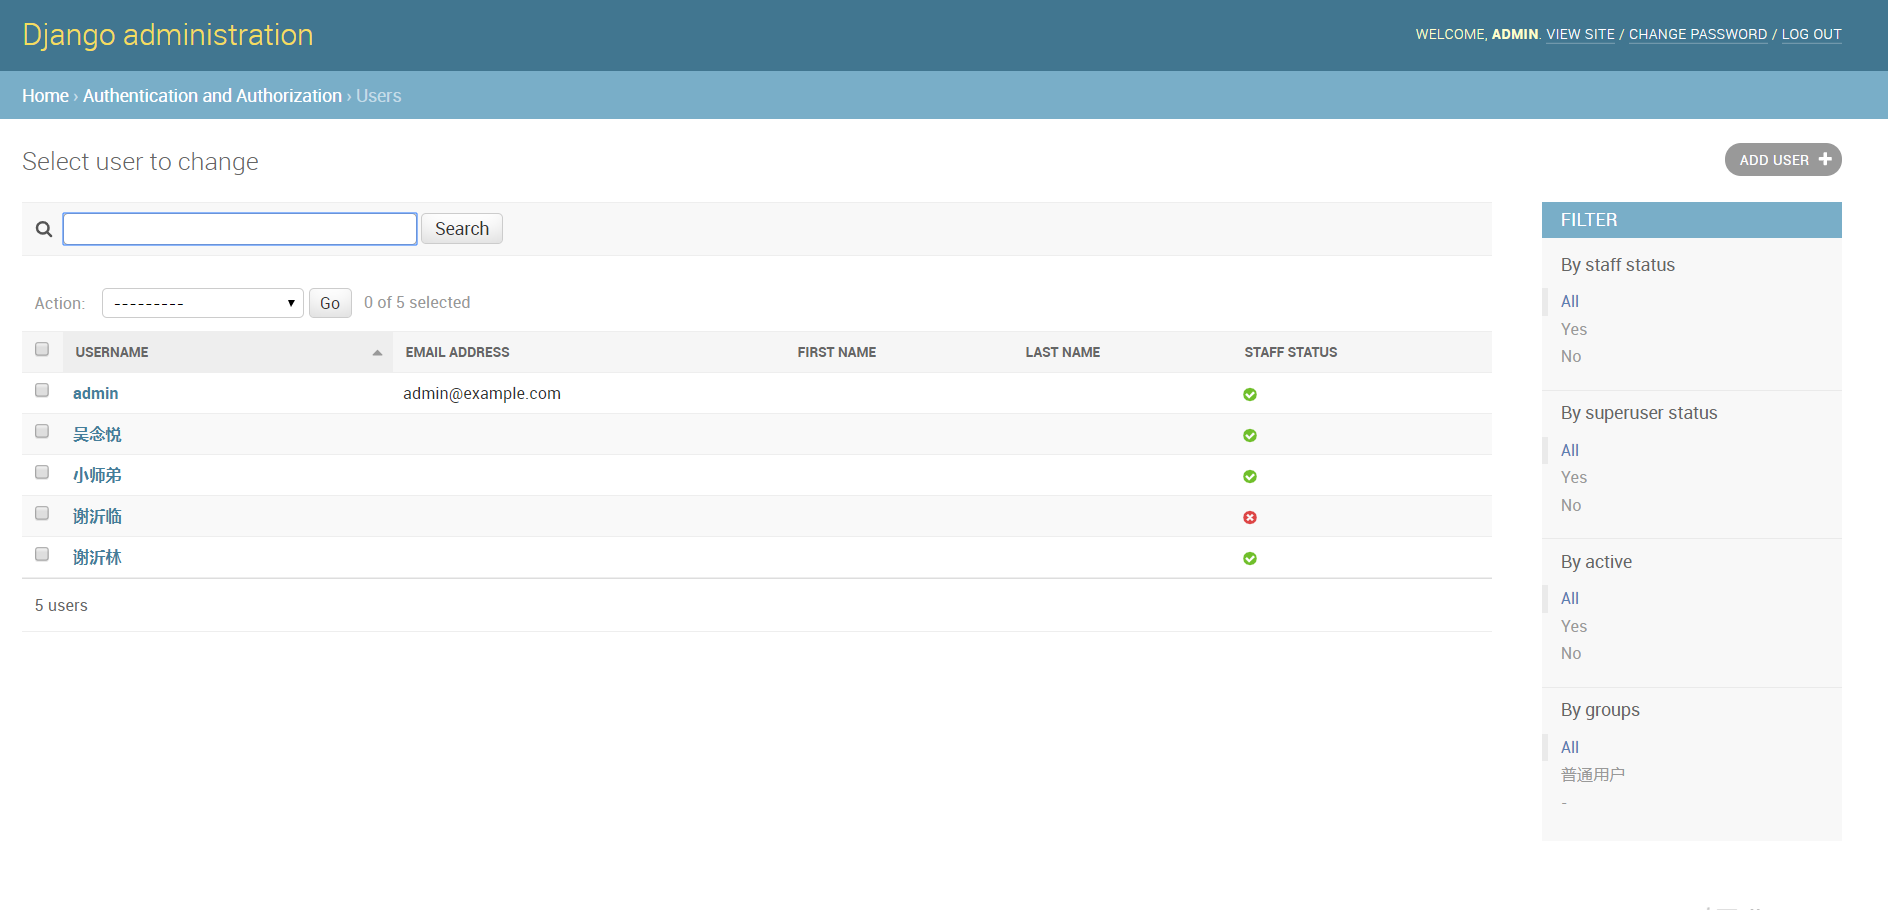 Django administration
WELCOME, ADMIN. VIEW SITE / CHANGE PASSWORD / LOG OUT
Home › Authentication and Authorization › Users
Select user to change
ADD USER
Search
Action: --------- Go 0 of 5 selected
USERNAME EMAIL ADDRESS FIRST NAME LAST NAME STAFF STATUS
admin admin@example.com
吴念悦
小师弟
谢沂临
谢沂林
5 users
FILTER
By staff status
All
Yes
No
By superuser status
All
Yes
No
By active
All
Yes
No
By groups
All
普通用户
-